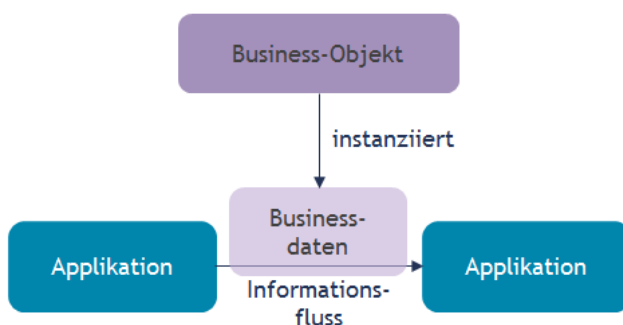 Business-Objekt
instanziiert
Business-
daten
Applikation
Applikation
Informations-
fluss